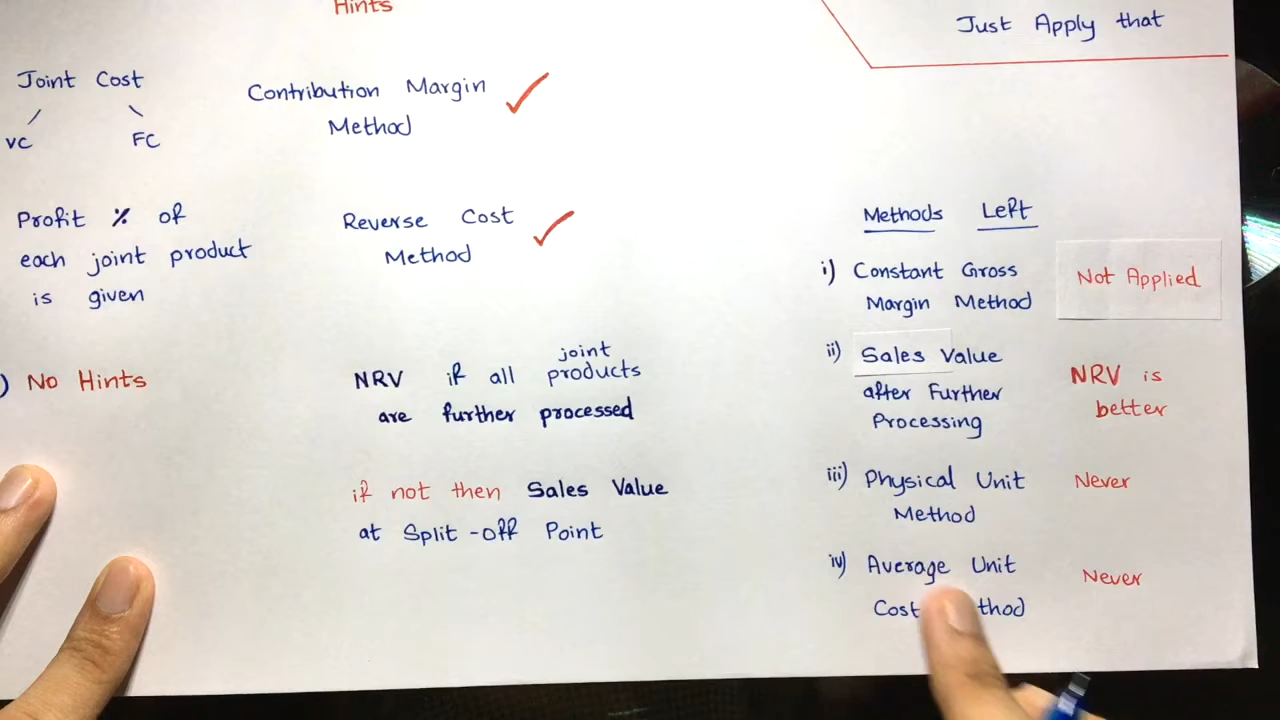 Hints
Just Apply that
Joint Cost
VC FC
Contribution Margin
Method
Profit % of
each joint product
is given
Reverse Cost
Method
) No Hints
NRV if all joint products
are further processed
if not then Sales Value
at Split-off Point
Methods Left
i) Constant Gross
Margin Method
Not Applied
ii) Sales Value
after Further
Processing
NRV is
better
iii) Physical Unit
Method
Never
iv) Average Unit
Cost
Never